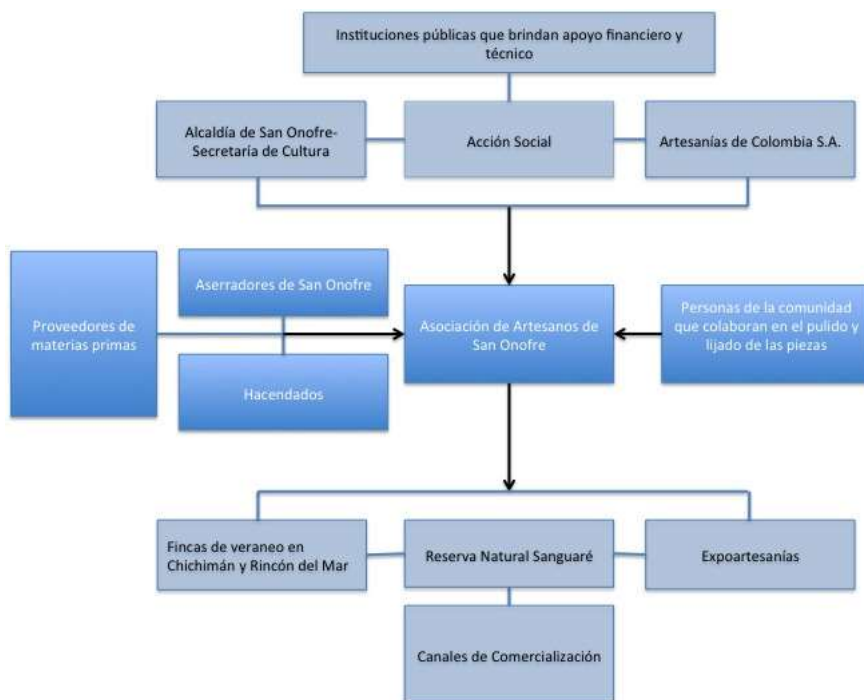 Instituciones públicas que brindan apoyo financiero y
técnico
Alcaldía de San Onofre-
Secretaría de Cultura
Acción Social
Artesanías de Colombia S.A.
Proveedores de
materias primas
Aserradores de San Onofre
Hacendados
Asociación de Artesanos de
San Onofre
Personas de la comunidad
que colaboran en el pulido y
lijado de las piezas
Fincas de veraneo en
Chichimán y Rincón del Mar
Reserva Natural Sanguaré
Expoartesanías
Canales de Comercialización